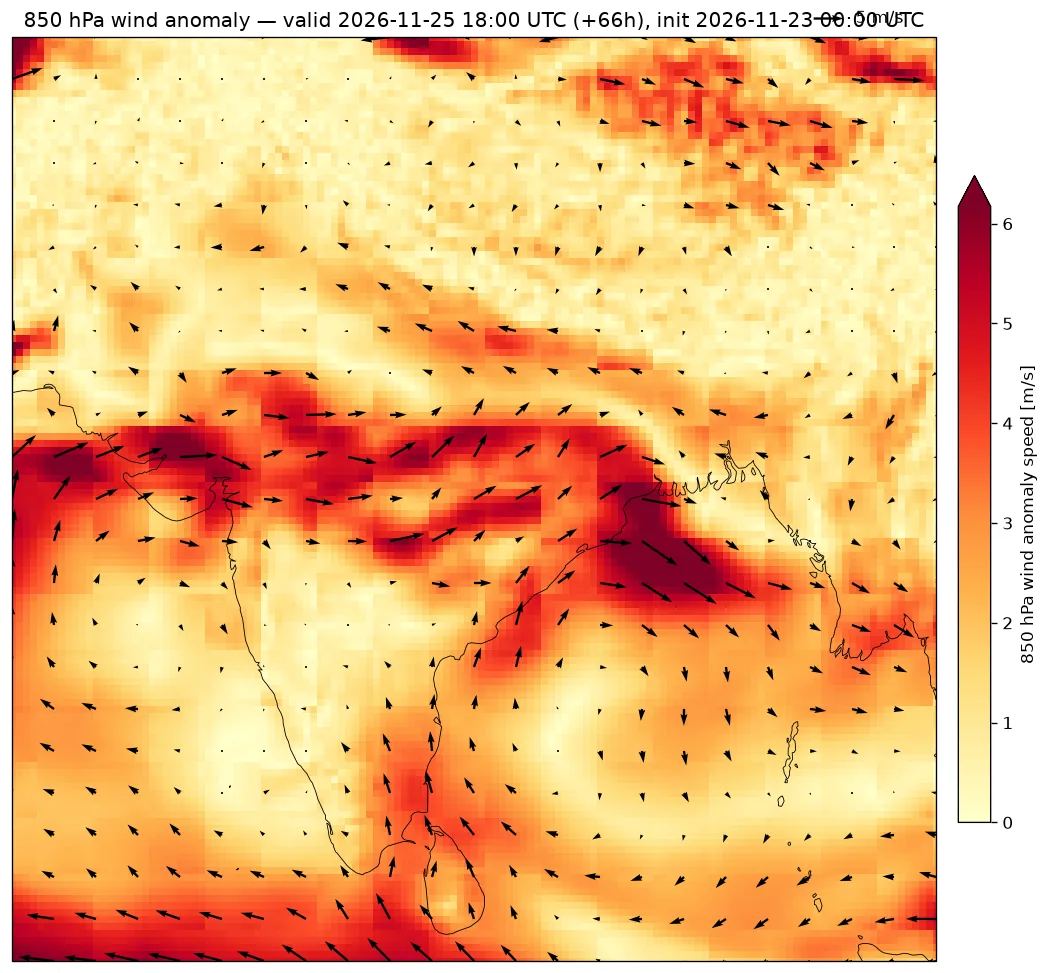 850 hPa wind anomaly — valid 2026-11-25 18:00 UTC (+66h), init 2026-11-23 00:00 UTC
5 m/s
6
5
4
3
2
1
0
850 hPa wind anomaly speed [m/s]